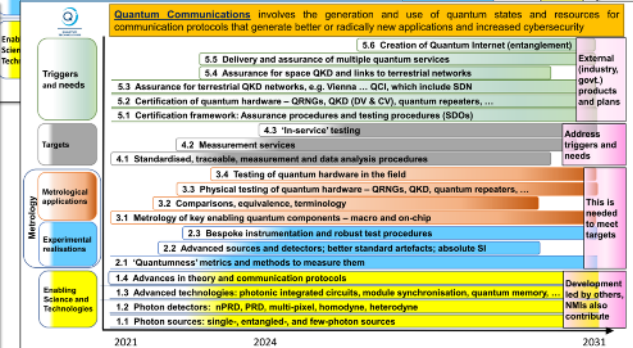 Quantum Communications involves the generation and use of quantum states and resources for
communication protocols that generate better or radically new applications and increased cybersecurity
Enab
Scien
Techn
Triggers
and needs
5.6 Creation of Quantum Internet (entanglement)
5.5 Delivery and assurance of multiple quantum services
5.4 Assurance for space QKD and links to terrestrial networks
5.3 Assurance for terrestrial QKD networks, e.g. Vienna … QCI, which include SDN
5.2 Certification of quantum hardware – QRNGs, QKD (DV & CV), quantum repeaters, …
5.1 Certification framework: Assurance procedures and testing procedures (SDOs)
External
(industry,
govt.)
products
and plans
Targets
4.3 'In-service' testing
4.2 Measurement services
4.1 Standardised, traceable, measurement and data analysis procedures
Address
triggers and
needs
Metrology
Metrological
applications
3.4 Testing of quantum hardware in the field
3.3 Physical testing of quantum hardware – QRNGs, QKD, quantum repeaters, …
3.2 Comparisons, equivalence, terminology
3.1 Metrology of key enabling quantum components – macro and on-chip
Experimental
realisations
2.3 Bespoke instrumentation and robust test procedures
2.2 Advanced sources and detectors; better standard artefacts; absolute SI
2.1 'Quantumness' metrics and methods to measure them
This is
needed
to meet
targets
Enabling
Science and
Technologies
1.4 Advances in theory and communication protocols
1.3 Advanced technologies: photonic integrated circuits, module synchronisation, quantum memory, …
1.2 Photon detectors: nPRD, PRD, multi-pixel, homodyne, heterodyne
1.1 Photon sources: single-, entangled-, and few-photon sources
Development
led by others,
NMIs also
contribute
2021
2024
2031